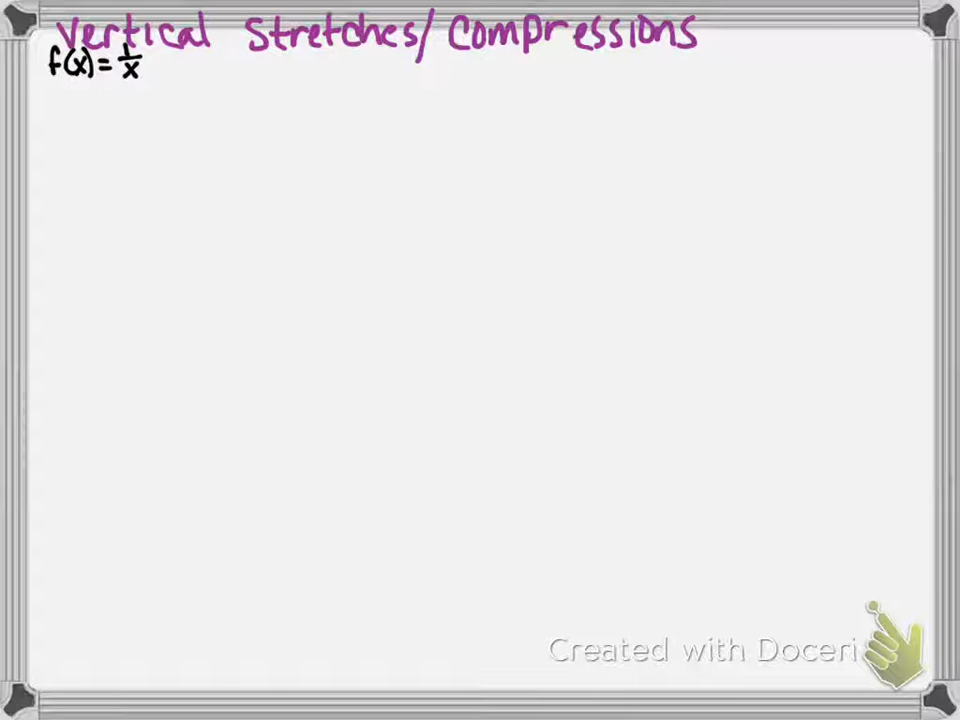 Vertical Stretches/Compressions
f(x)=1/x
Created with Doceri